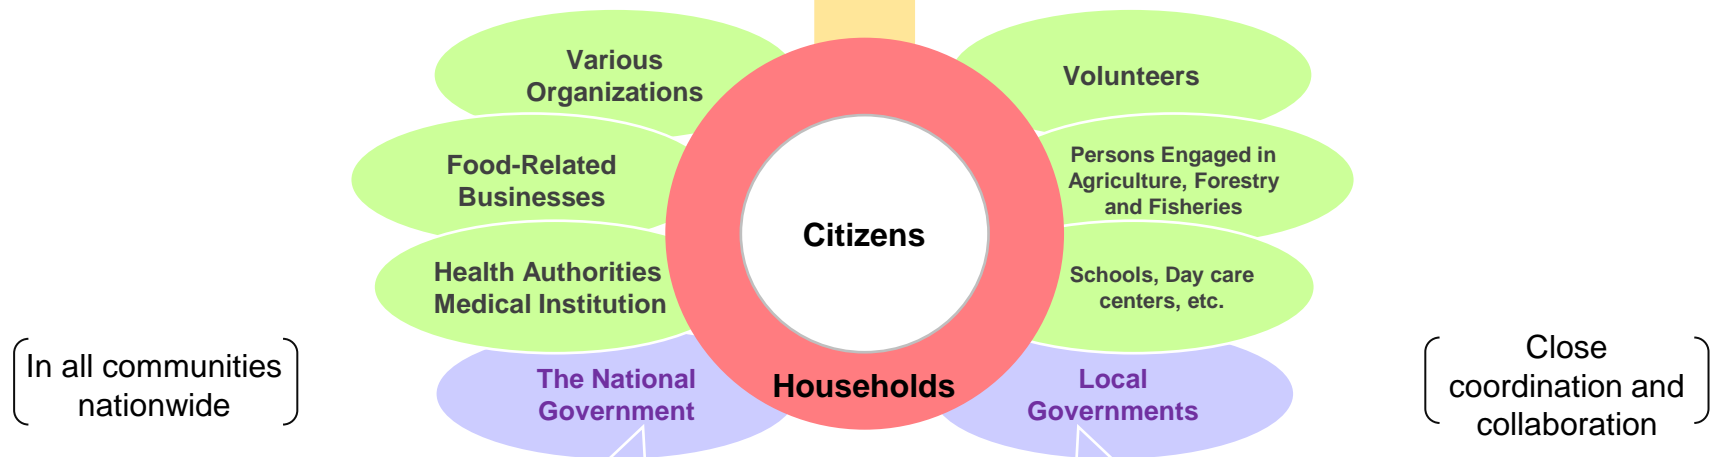 Various
Organizations
Volunteers
Food-Related
Businesses
Persons Engaged in
Agriculture, Forestry
and Fisheries
Citizens
Health Authorities
Medical Institution
Schools, Day care
centers, etc.
In all communities
nationwide
The National
Government
Households
Local
Governments
Close
coordination and
collaboration